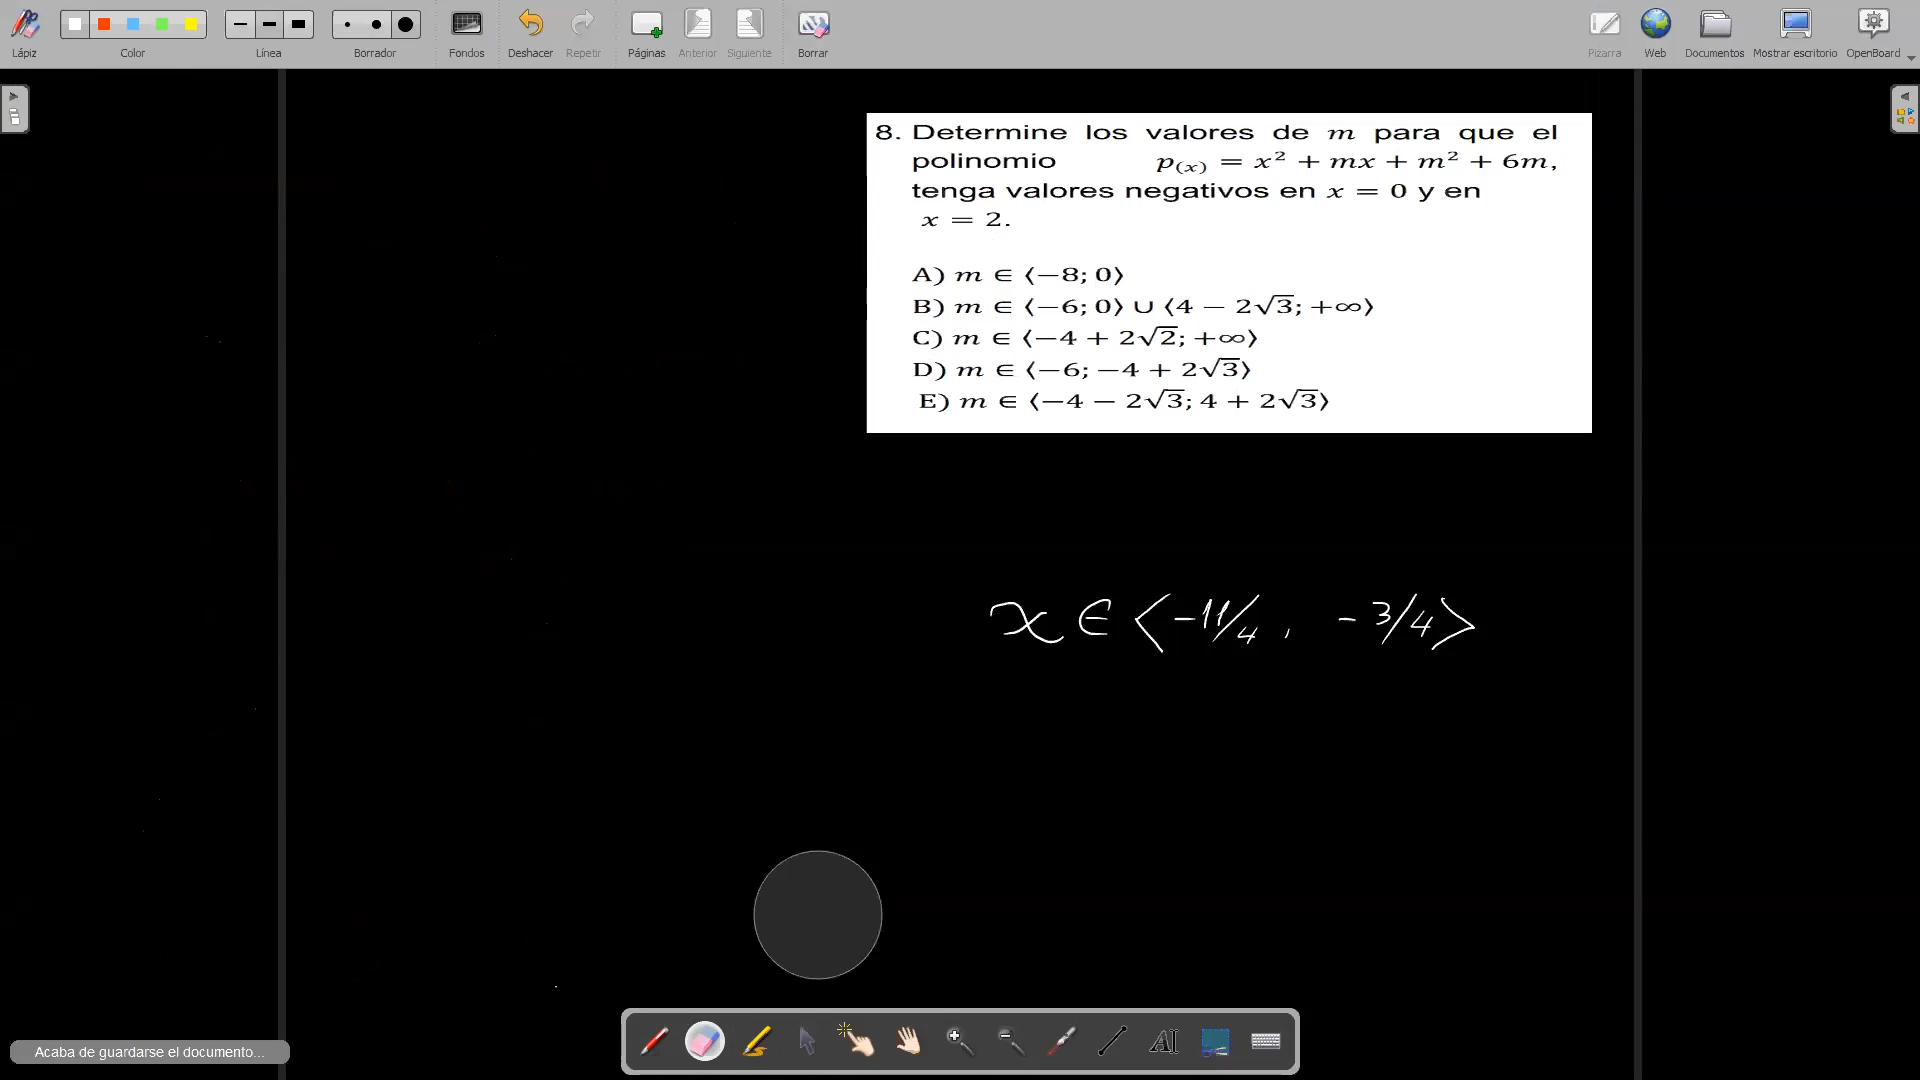 Lápiz
Color
Línea
Borrador
Fondos
Deshacer
Repetir
Páginas
Anterior
Siguiente
Borrar
Pizarra
Web
Documentos
Mostrar escritorio
OpenBoard
8. Determine los valores de m para que el
polinomio p₍ₓ₎ = x² + mx + m² + 6m,
tenga valores negativos en x = 0 y en
x = 2.
A) m ∈ ⟨−8; 0⟩
B) m ∈ ⟨−6; 0⟩ ∪ ⟨4 − 2√3; +∞⟩
C) m ∈ ⟨−4 + 2√2; +∞⟩
D) m ∈ ⟨−6; −4 + 2√3⟩
E) m ∈ ⟨−4 − 2√3; 4 + 2√3⟩
x ∈ ⟨−11/4 , −3/4⟩
Acaba de guardarse el documento...
AI